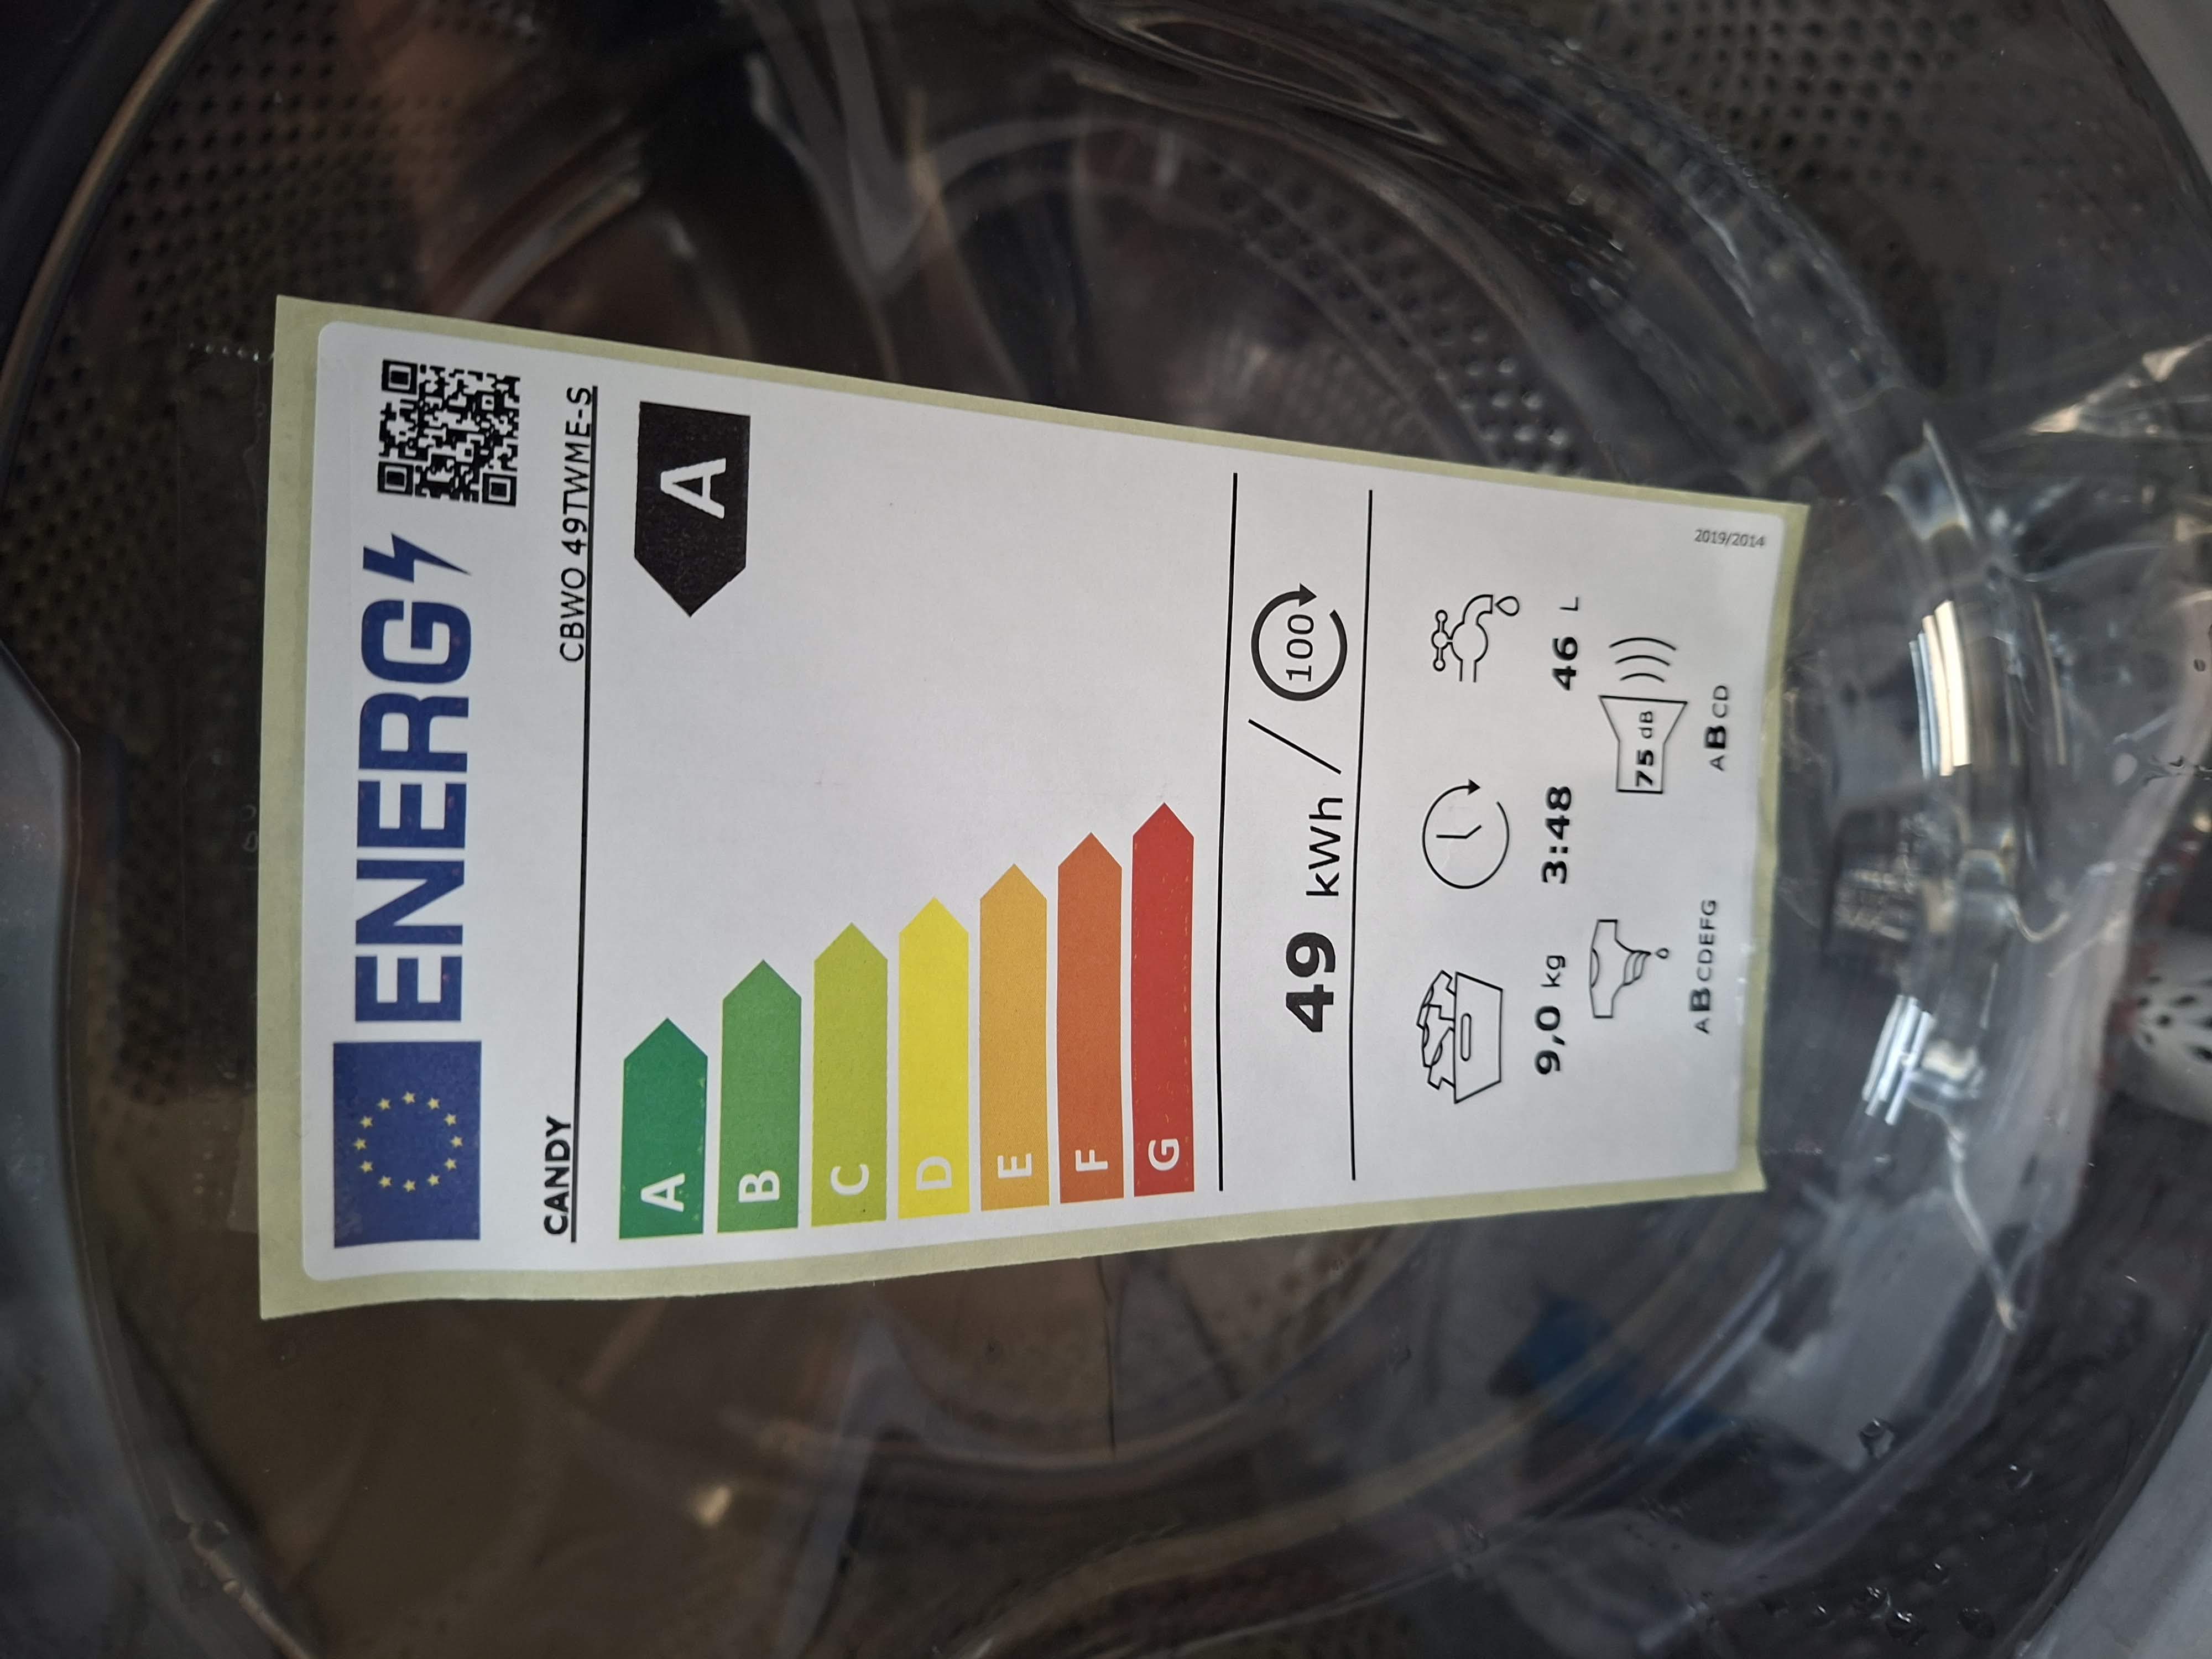 ENERG
CANDY
CBWO 49TWME-S
A
A
B
C
D
E
F
G
49 kWh / 100
9,0 kg
3:48
46 L
75 dB
ABCDEFG
ABCD
2019/2014